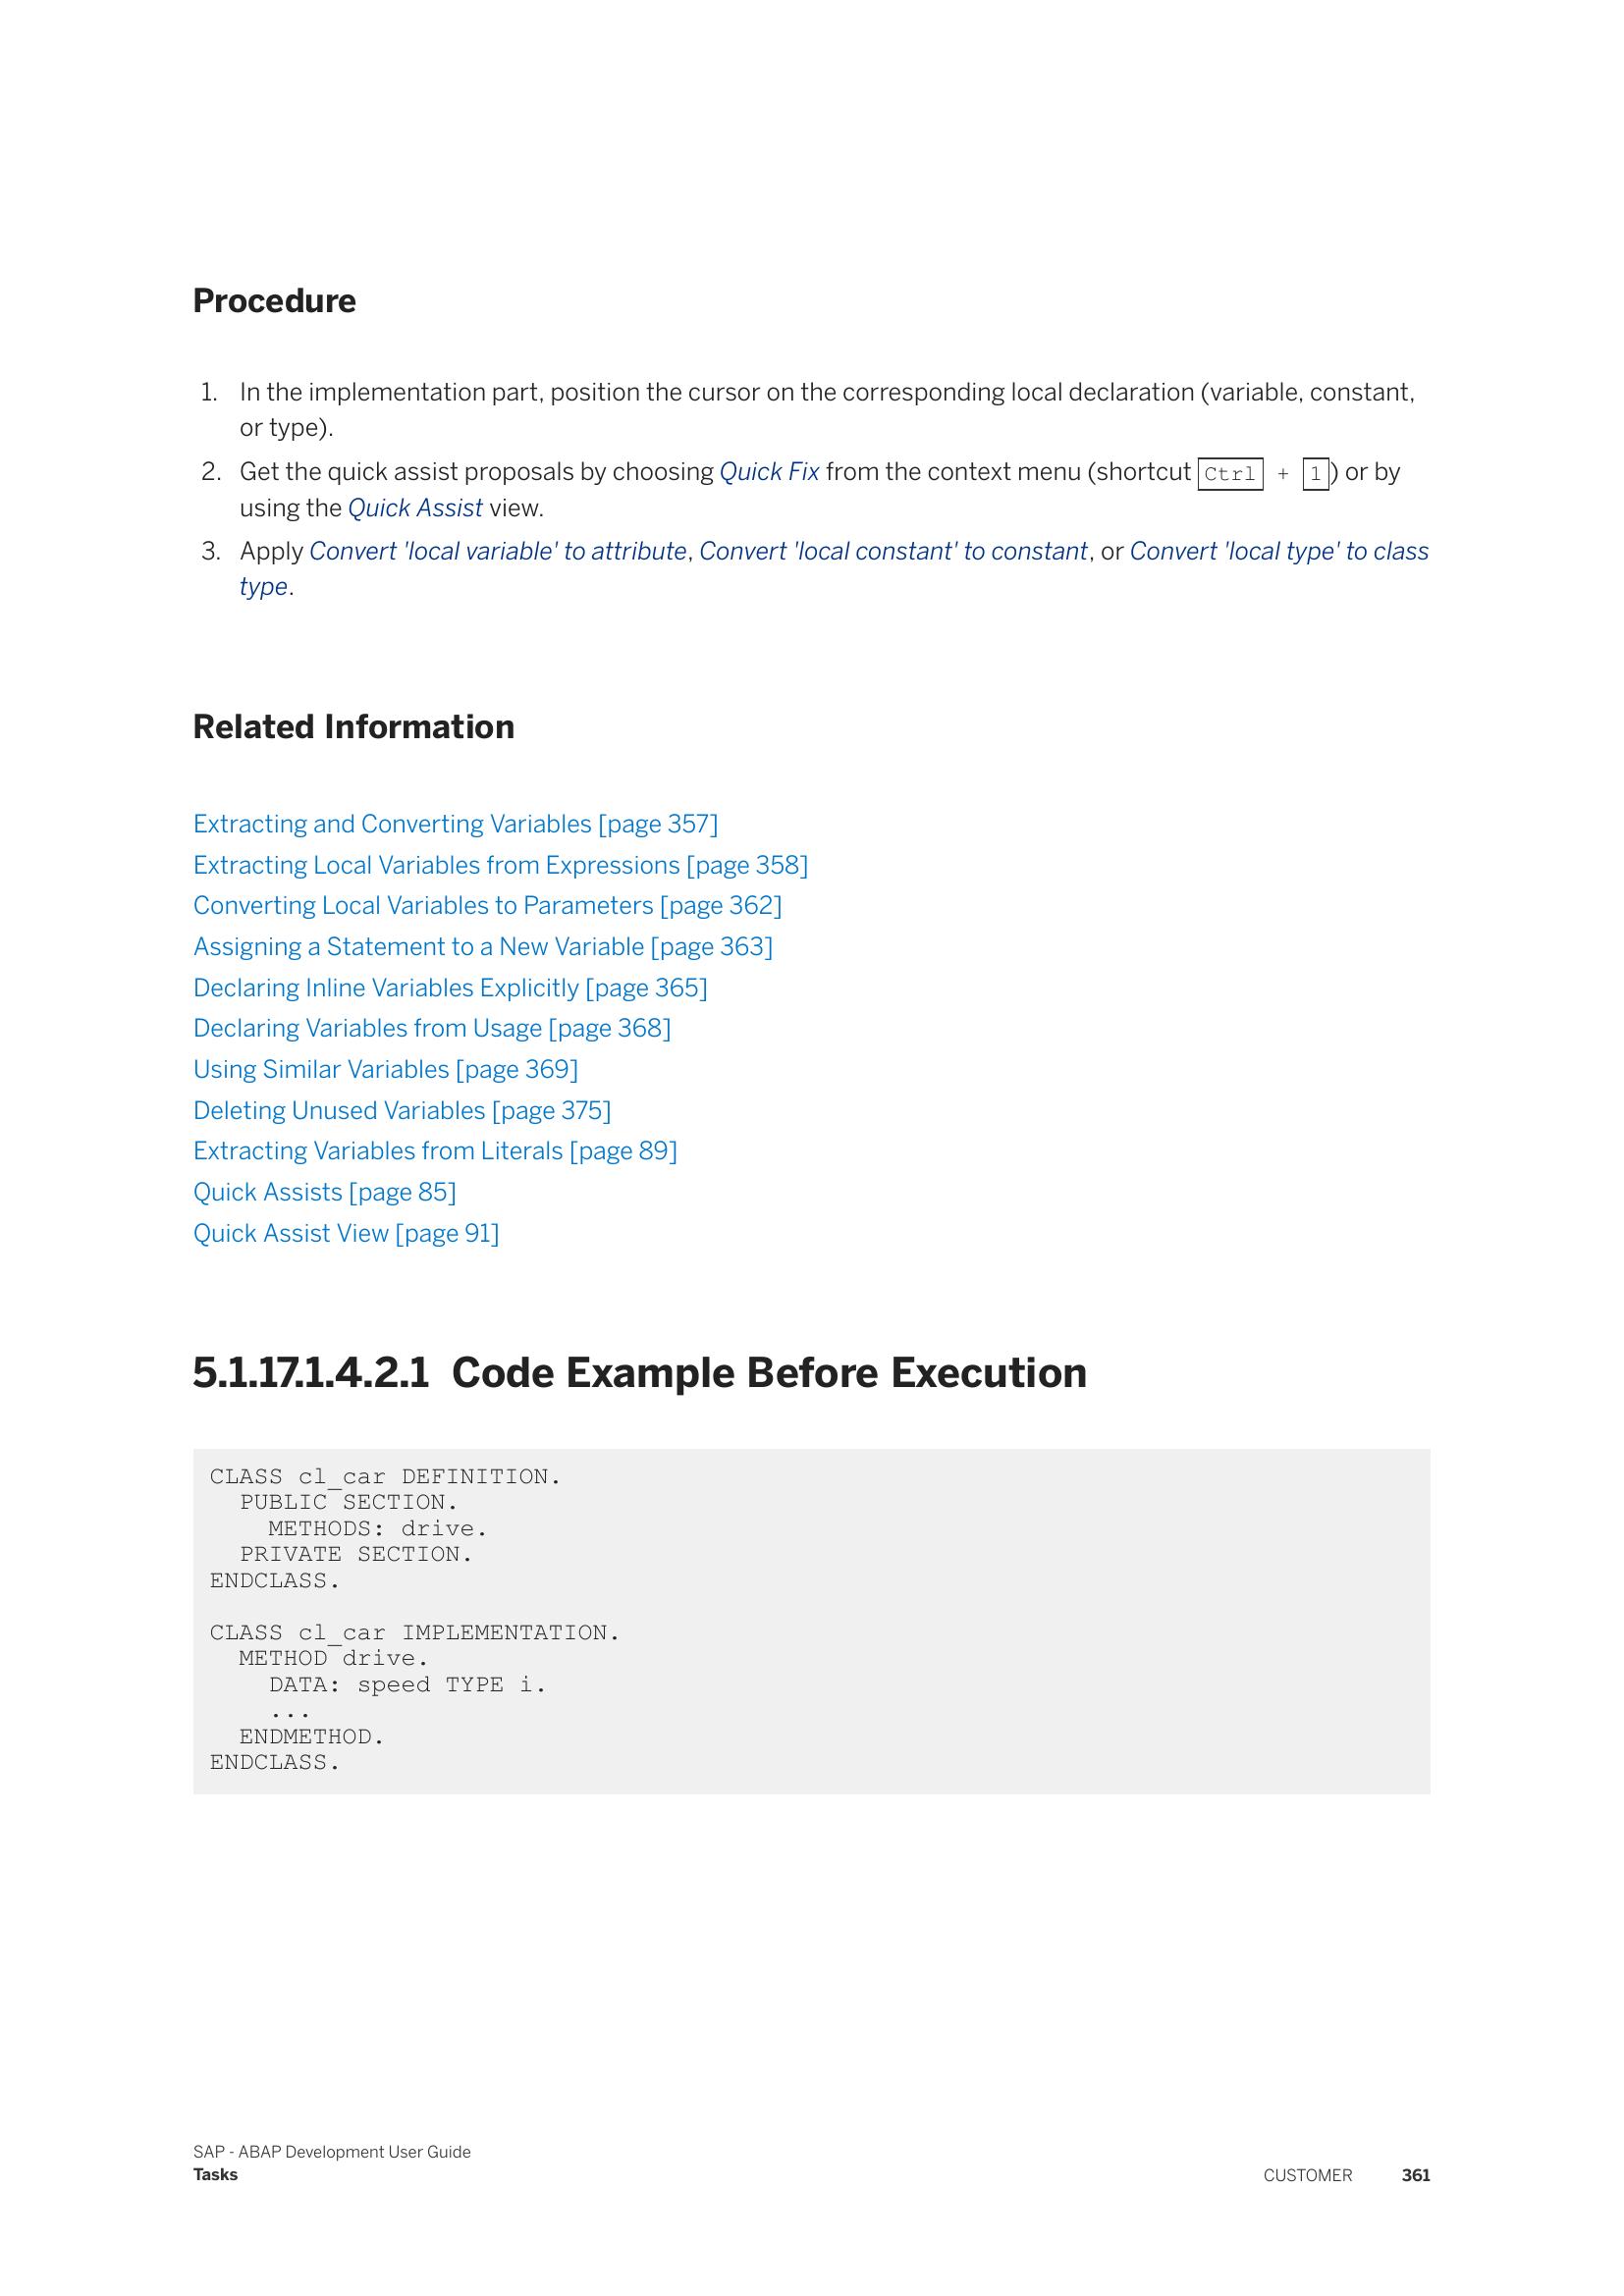 Procedure
1. In the implementation part, position the cursor on the corresponding local declaration (variable, constant,
or type).
2. Get the quick assist proposals by choosing Quick Fix from the context menu (shortcut Ctrl + 1) or by
using the Quick Assist view.
3. Apply Convert 'local variable' to attribute, Convert 'local constant' to constant, or Convert 'local type' to class
type.
Related Information
Extracting and Converting Variables [page 357]
Extracting Local Variables from Expressions [page 358]
Converting Local Variables to Parameters [page 362]
Assigning a Statement to a New Variable [page 363]
Declaring Inline Variables Explicitly [page 365]
Declaring Variables from Usage [page 368]
Using Similar Variables [page 369]
Deleting Unused Variables [page 375]
Extracting Variables from Literals [page 89]
Quick Assists [page 85]
Quick Assist View [page 91]
5.1.17.1.4.2.1 Code Example Before Execution
CLASS cl_car DEFINITION.
  PUBLIC SECTION.
    METHODS: drive.
  PRIVATE SECTION.
ENDCLASS.
CLASS cl_car IMPLEMENTATION.
  METHOD drive.
    DATA: speed TYPE i.
    ...
  ENDMETHOD.
ENDCLASS.
SAP - ABAP Development User Guide
Tasks
CUSTOMER 361